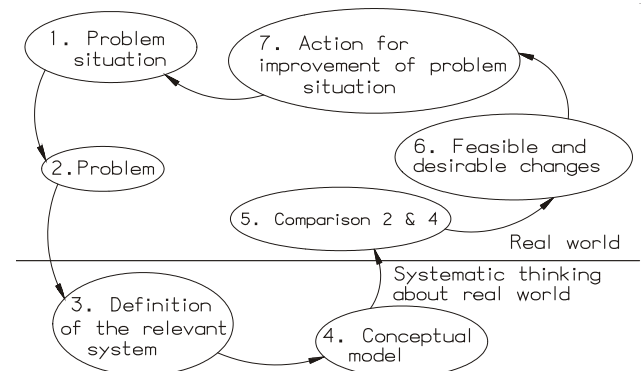 1. Problem
situation
7. Action for
improvement of problem
situation
2.Problem
6. Feasible and
desirable changes
5. Comparison 2 & 4
Real world
Systematic thinking
about real world
3. Definition
of the relevant
system
4. Conceptual
model